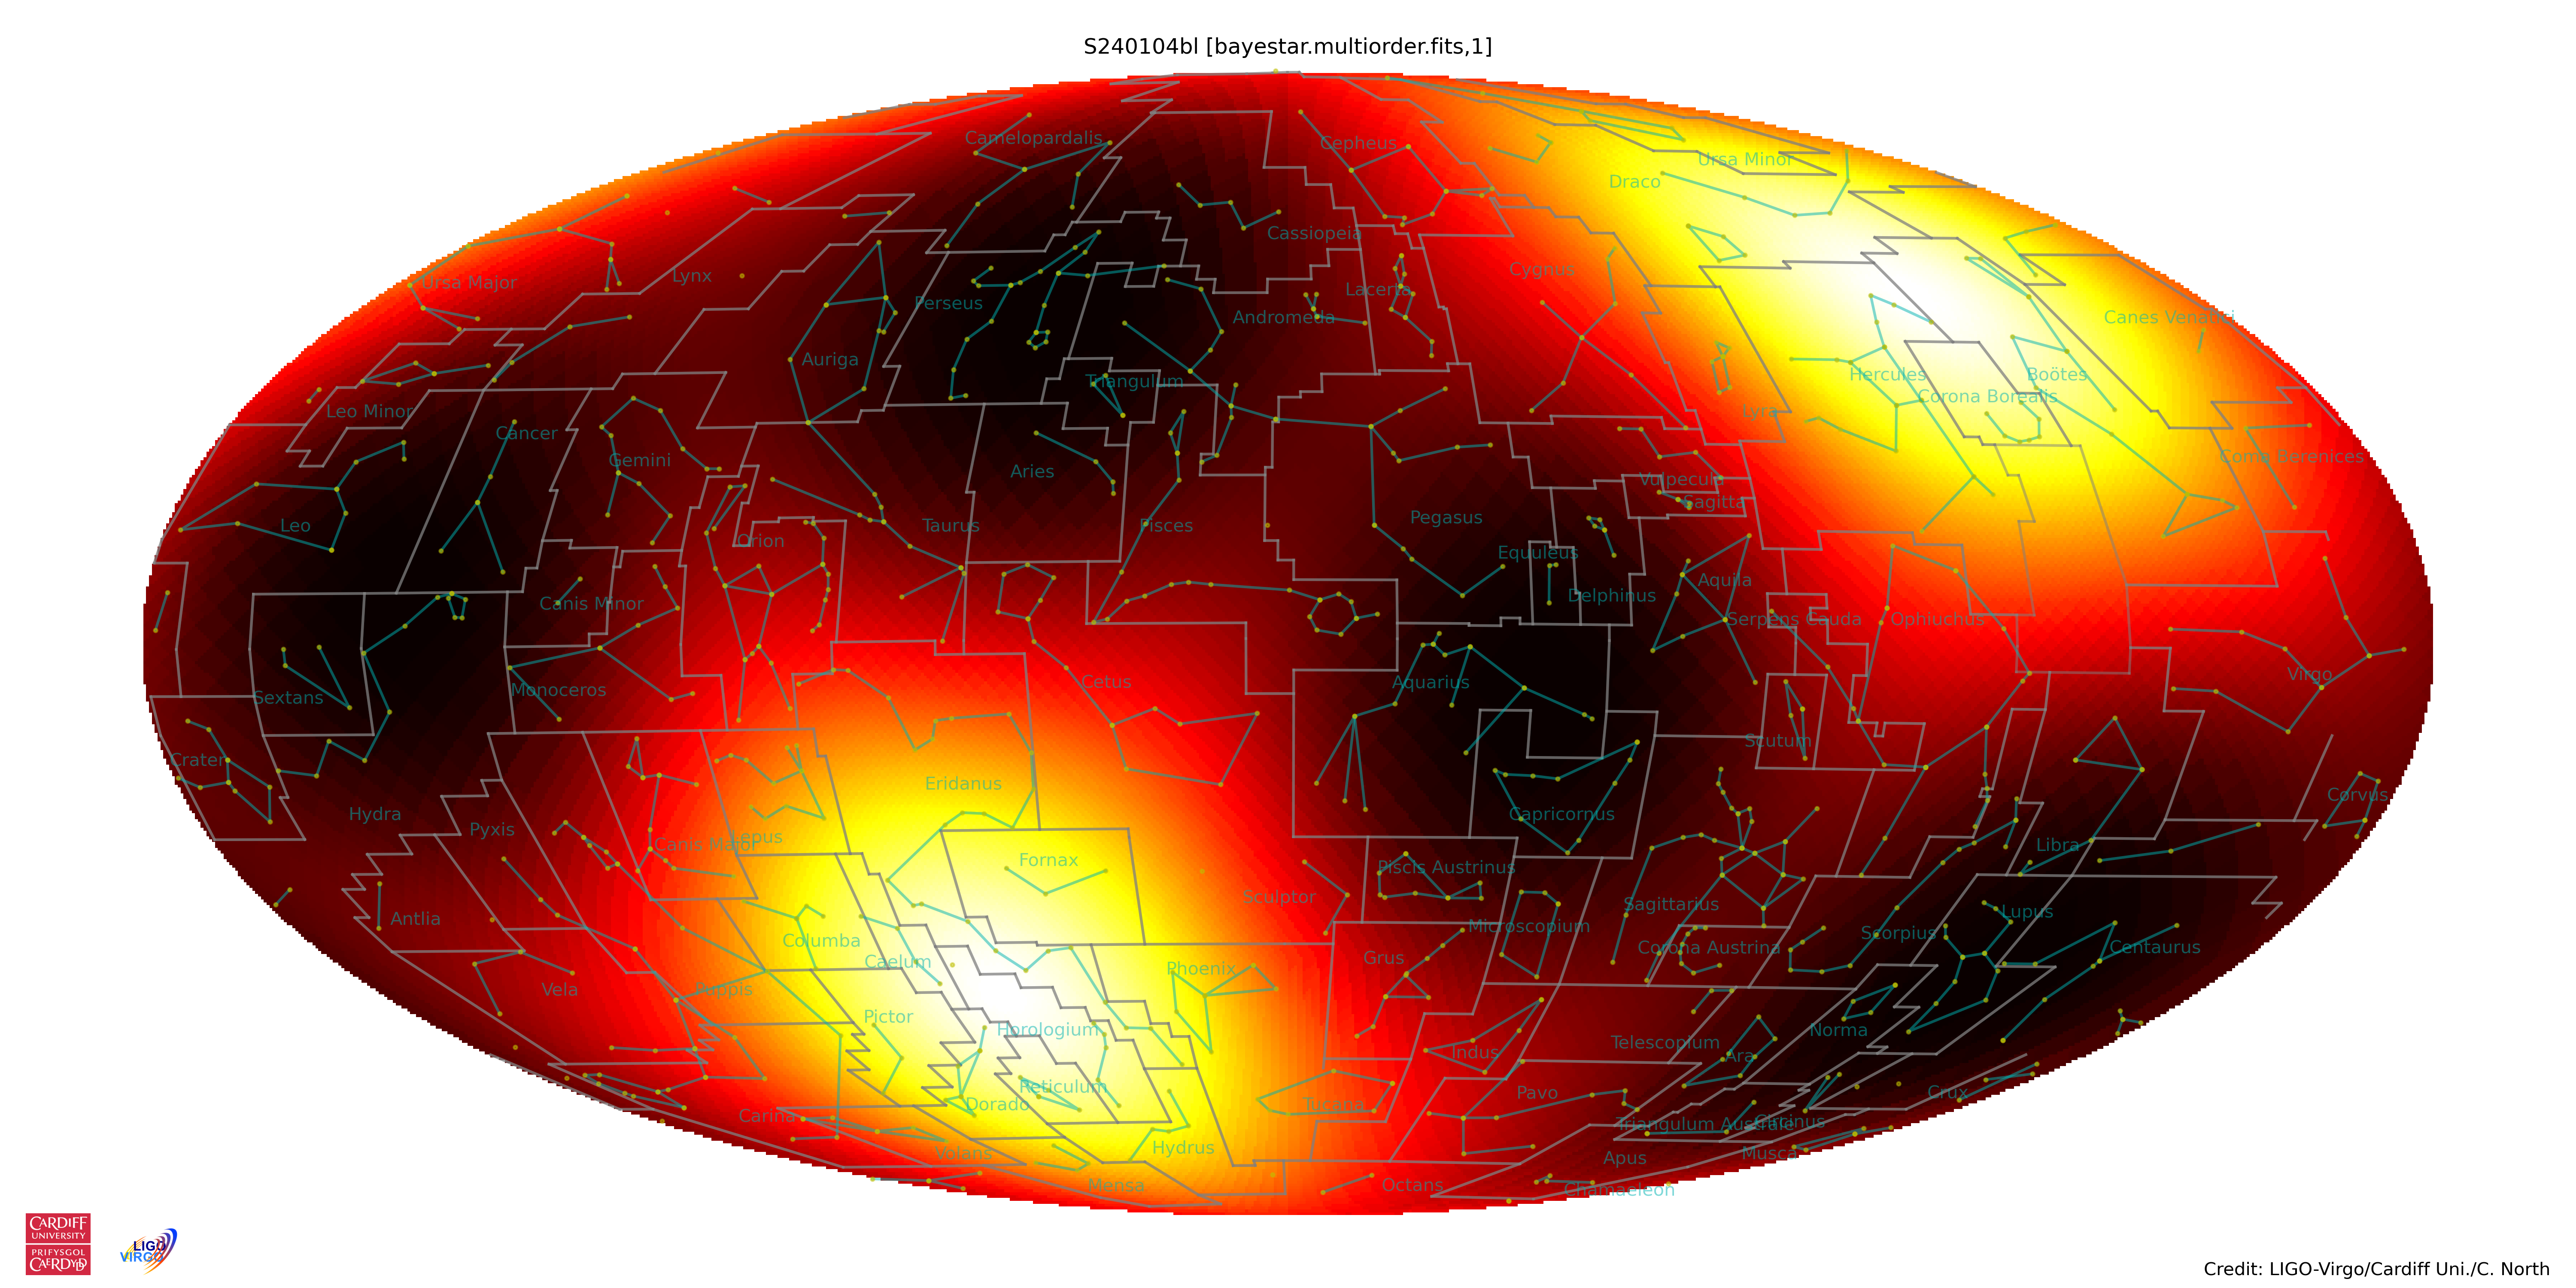 S240104bl [bayestar.multiorder.fits,1]
Camelopardalis
Cepheus
Ursa Minor
Draco
Cassiopeia
Ursa Major
Lynx
Cygnus
Lacerta
Perseus
Andromeda
Canes Venatici
Auriga
Triangulum
Hercules
Boötes
Corona Borealis
Leo Minor
Lyra
Cancer
Gemini
Coma Berenices
Aries
Vulpecula
Sagitta
Leo
Orion
Taurus
Pisces
Pegasus
Equuleus
Aquila
Delphinus
Canis Minor
Serpens Cauda
Ophiuchus
Sextans
Monoceros
Cetus
Aquarius
Virgo
Scutum
Crater
Eridanus
Corvus
Hydra
Pyxis
Capricornus
Canis Major
Lepus
Libra
Fornax
Piscis Austrinus
Sculptor
Antlia
Sagittarius
Lupus
Microscopium
Scorpius
Columba
Corona Austrina
Centaurus
Caelum
Grus
Phoenix
Vela
Puppis
Pictor
Horologium
Telescopium
Norma
Indus
Ara
Reticulum
Pavo
Crux
Dorado
Tucana
Carina
Triangulum Australe
Circinus
Hydrus
Volans
Apus
Musca
Mensa
Octans
Chamaeleon
CARDIFF
UNIVERSITY
PRIFYSGOL
CAERDYDD
LIGO
VIRGO
Credit: LIGO-Virgo/Cardiff Uni./C. North